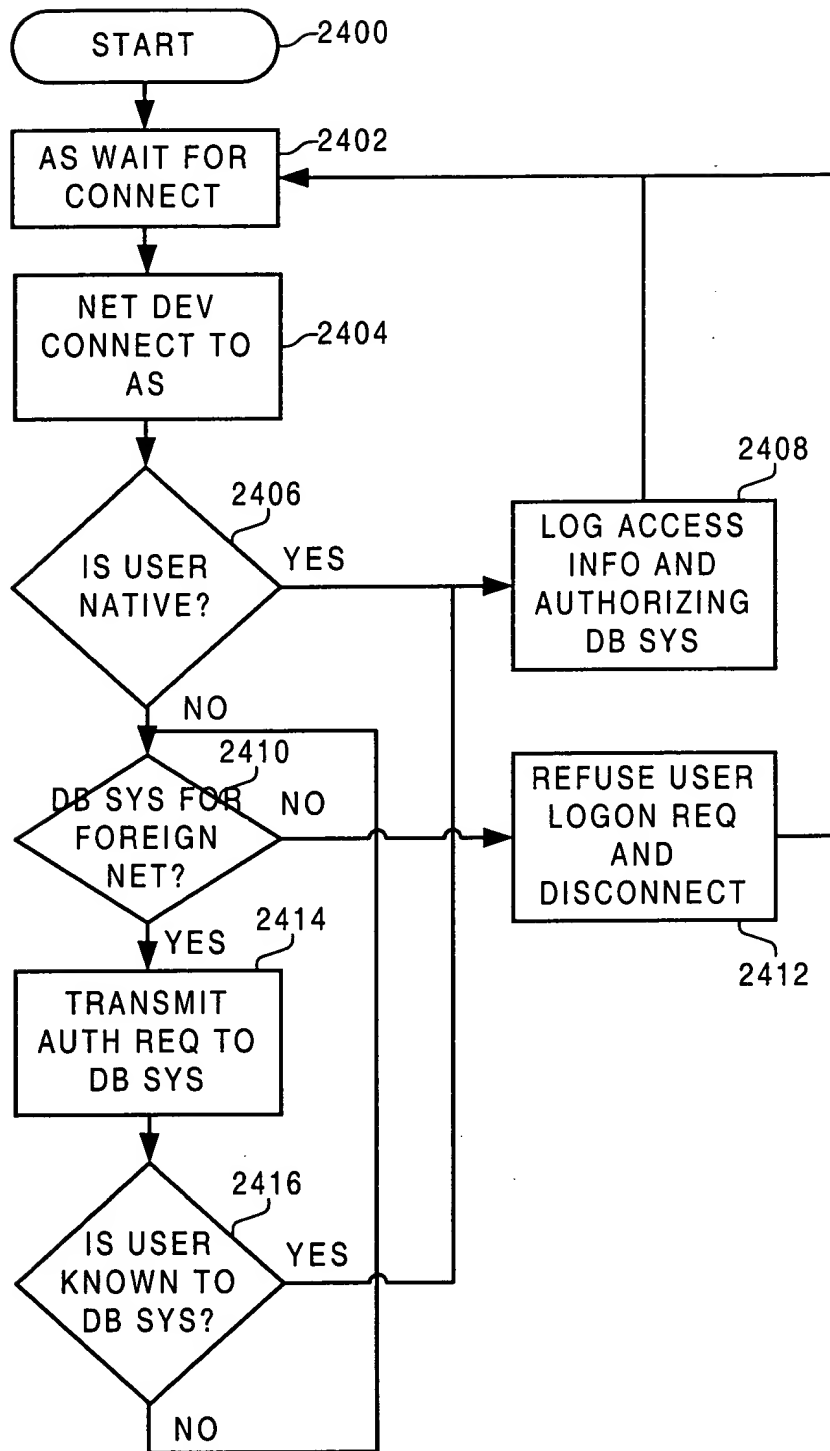 START
2400
AS WAIT FOR
CONNECT
2402
NET DEV
CONNECT TO
AS
2404
IS USER
NATIVE?
2406
YES
NO
LOG ACCESS
INFO AND
AUTHORIZING
DB SYS
2408
DB SYS FOR
FOREIGN
NET?
2410
NO
YES
REFUSE USER
LOGON REQ
AND
DISCONNECT
2412
TRANSMIT
AUTH REQ TO
DB SYS
2414
IS USER
KNOWN TO
DB SYS?
2416
YES
NO